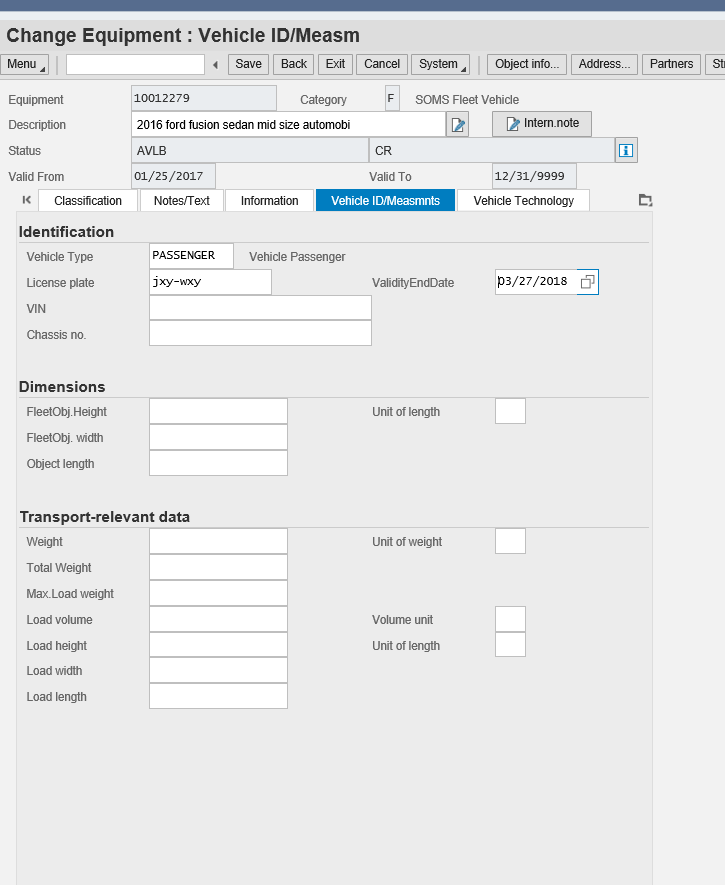 Change Equipment : Vehicle ID/Measm
Menu Save Back Exit Cancel System Object info... Address... Partners
Equipment 10012279 Category F SOMS Fleet Vehicle
Description 2016 ford fusion sedan mid size automobi Intern.note
Status AVLB CR
Valid From 01/25/2017 Valid To 12/31/9999
Classification Notes/Text Information Vehicle ID/Measmnts Vehicle Technology
Identification
Vehicle Type PASSENGER Vehicle Passenger
License plate jxy-wxy ValidityEndDate 03/27/2018
VIN
Chassis no.
Dimensions
FleetObj.Height Unit of length
FleetObj. width
Object length
Transport-relevant data
Weight Unit of weight
Total Weight
Max.Load weight
Load volume Volume unit
Load height Unit of length
Load width
Load length